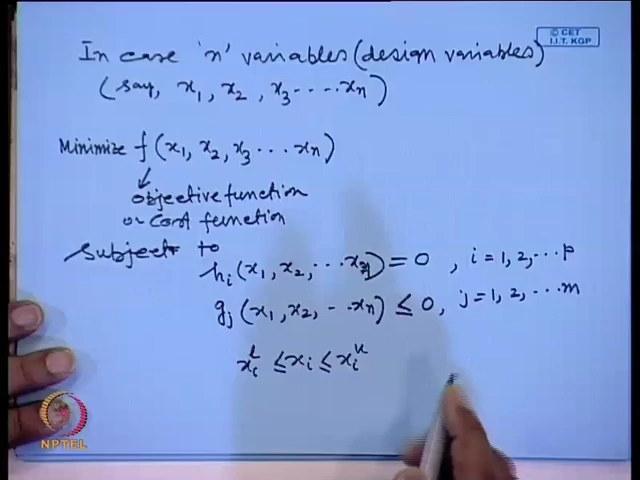 © CET
I.I.T. KGP
In case 'n' variables (design variables)
(say, x₁, x₂, x₃ ..... xₙ)
Minimize f(x₁, x₂, x₃ ... xₙ)
objective function
or cost function
Subject to
hᵢ(x₁, x₂, ... xₙ) = 0 , i = 1, 2, ... p
gⱼ(x₁, x₂, - .. xₙ) ≤ 0, j = 1, 2, ... m
xᵢˡ ≤ xᵢ ≤ xᵢᵘ
NPTEL